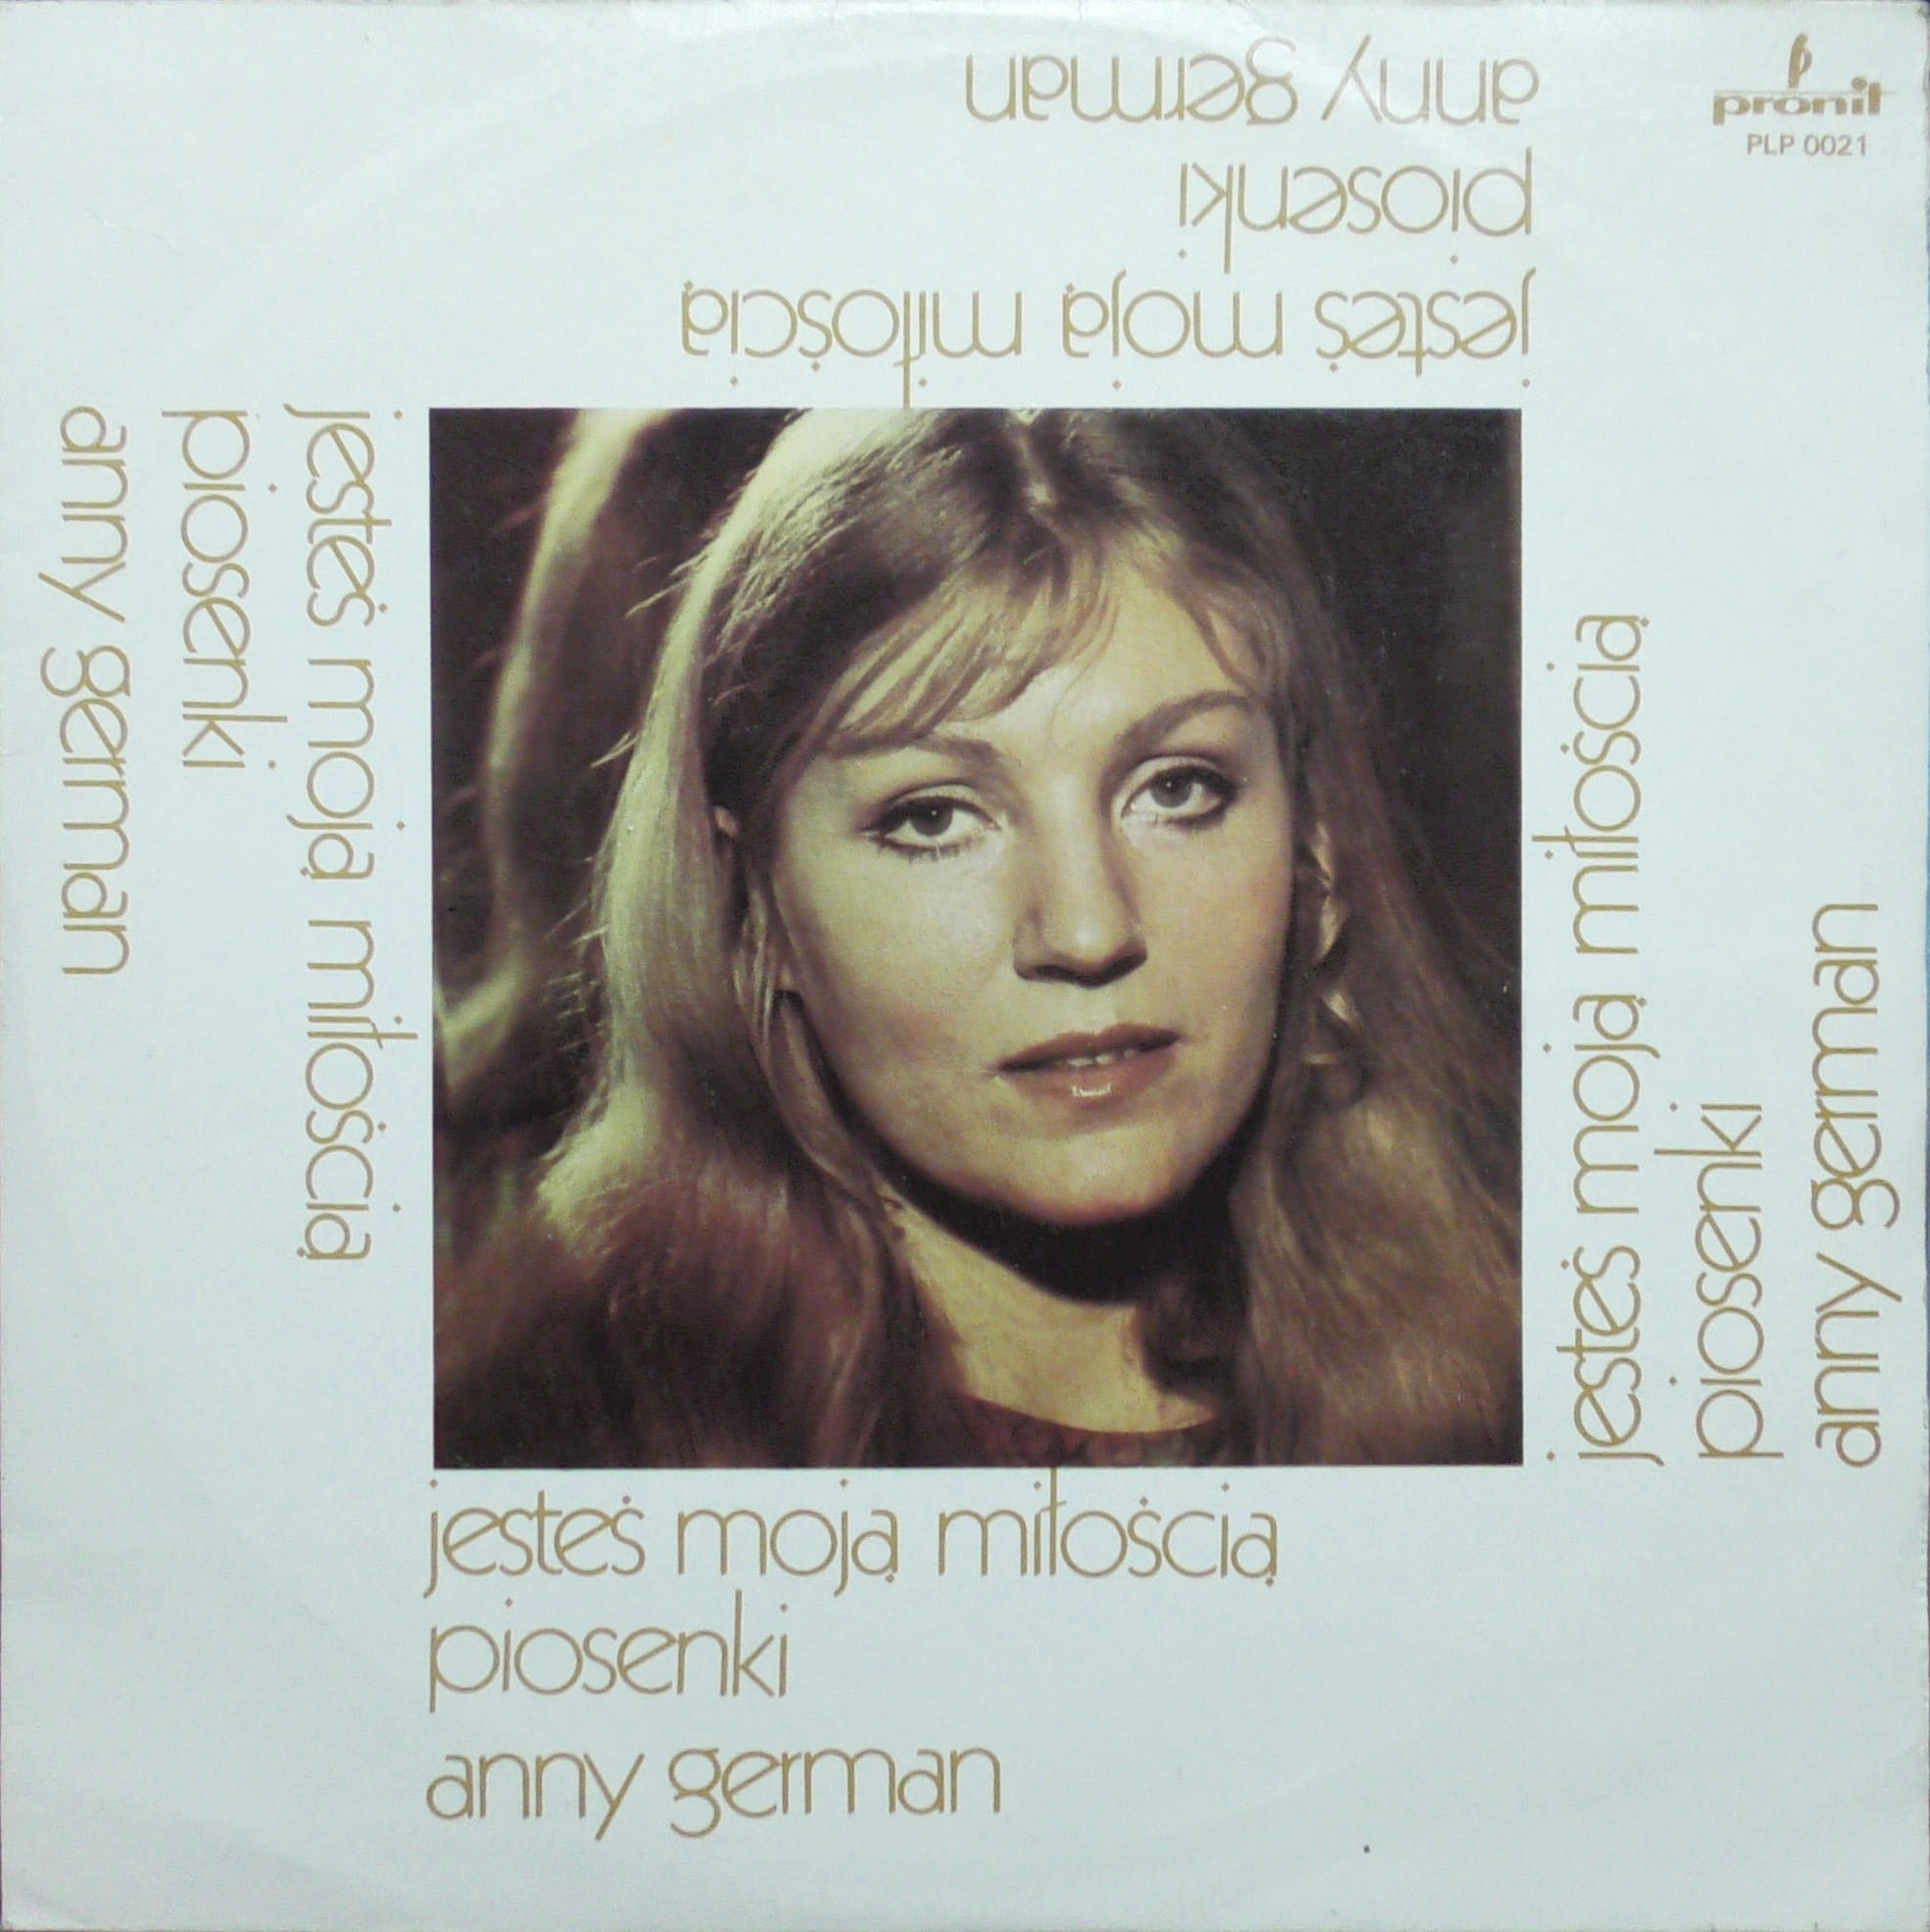 anny german
piosenki
jesteś moją miłością
pronit
PLP 0021
anny german
piosenki
jesteś moją miłością
jesteś moją miłością
piosenki
anny german
jesteś moją miłością
piosenki
anny german